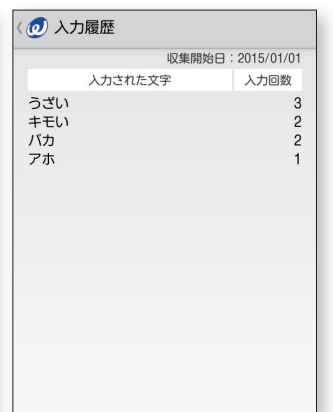 入力履歴
収集開始日：2015/01/01
入力された文字 入力回数
うざい 3
キモい 2
バカ 2
アホ 1